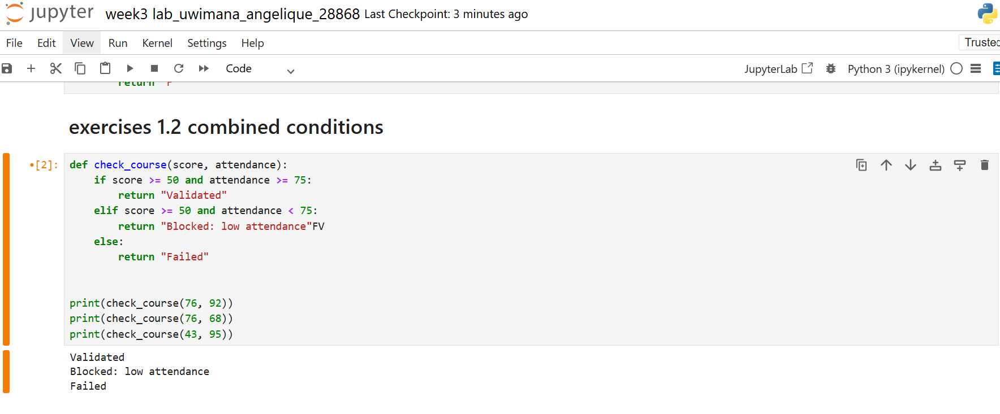 jupyter week3 lab_uwimana_angelique_28868 Last Checkpoint: 3 minutes ago
File Edit View Run Kernel Settings Help
Trusted
Code
JupyterLab Python 3 (ipykernel)
return "F"
exercises 1.2 combined conditions
•[2]:
def check_course(score, attendance):
    if score >= 50 and attendance >= 75:
        return "Validated"
    elif score >= 50 and attendance < 75:
        return "Blocked: low attendance"FV
    else:
        return "Failed"
print(check_course(76, 92))
print(check_course(76, 68))
print(check_course(43, 95))
Validated
Blocked: low attendance
Failed